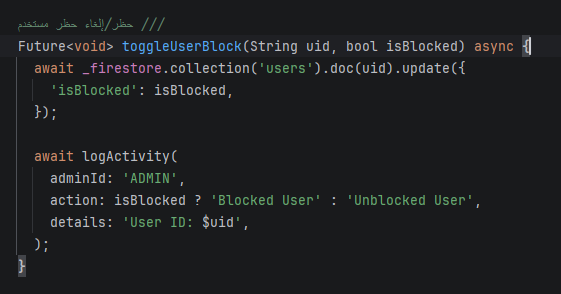 /// حظر/إلغاء حظر مستخدم
Future<void> toggleUserBlock(String uid, bool isBlocked) async {
  await _firestore.collection('users').doc(uid).update({
    'isBlocked': isBlocked,
  });

  await logActivity(
    adminId: 'ADMIN',
    action: isBlocked ? 'Blocked User' : 'Unblocked User',
    details: 'User ID: $uid',
  );
}